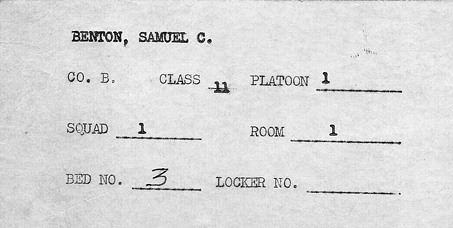 BENTON, SAMUEL C.
CO. B. CLASS 11 PLATOON 1
SQUAD 1 ROOM 1
BED NO. 3 LOCKER NO.